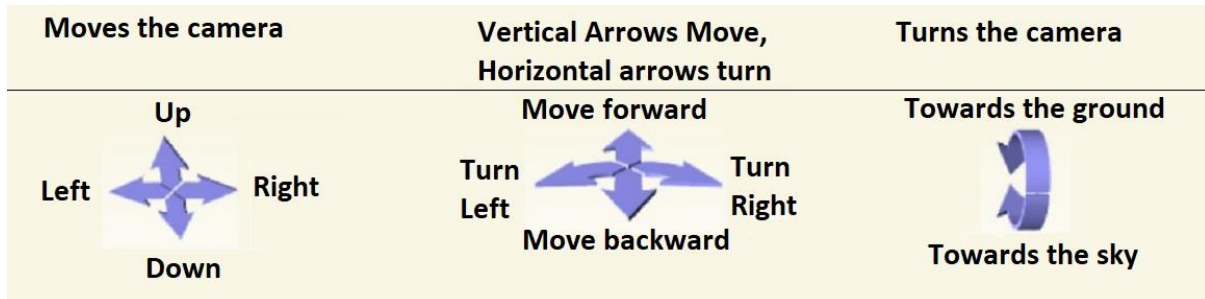 Moves the camera
Vertical Arrows Move,
Horizontal arrows turn
Turns the camera
Up
Left
Right
Down
Move forward
Turn
Left
Turn
Right
Move backward
Towards the ground
Towards the sky